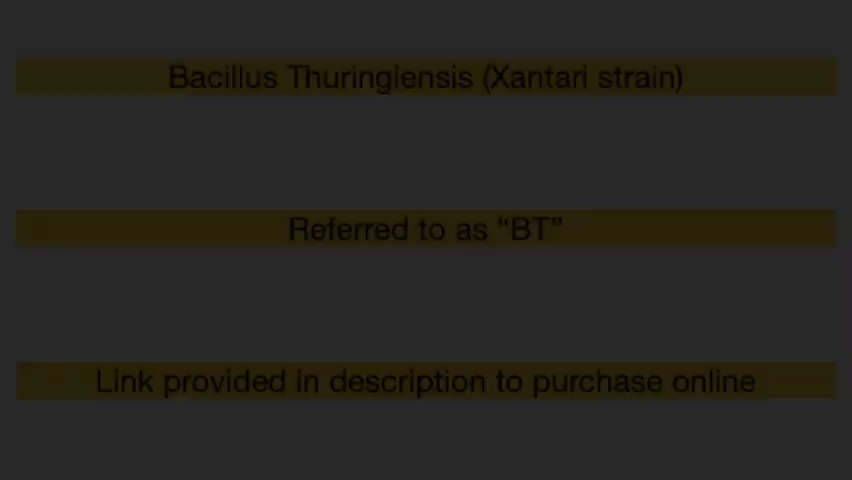 Bacillus Thuringiensis (Xantari strain)
Referred to as “BT”
Link provided in description to purchase online